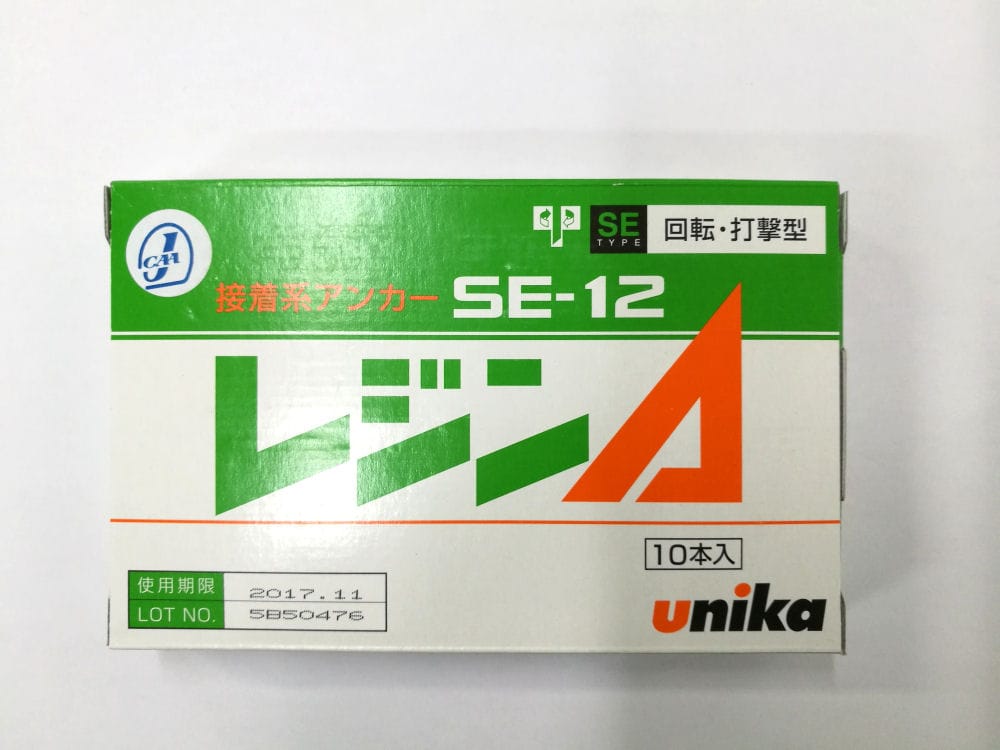 JCAA
SE TYPE 回転・打撃型
接着系アンカー SE-12
レジンA
10本入
使用期限 2017.11
LOT NO. 5B50476
unika